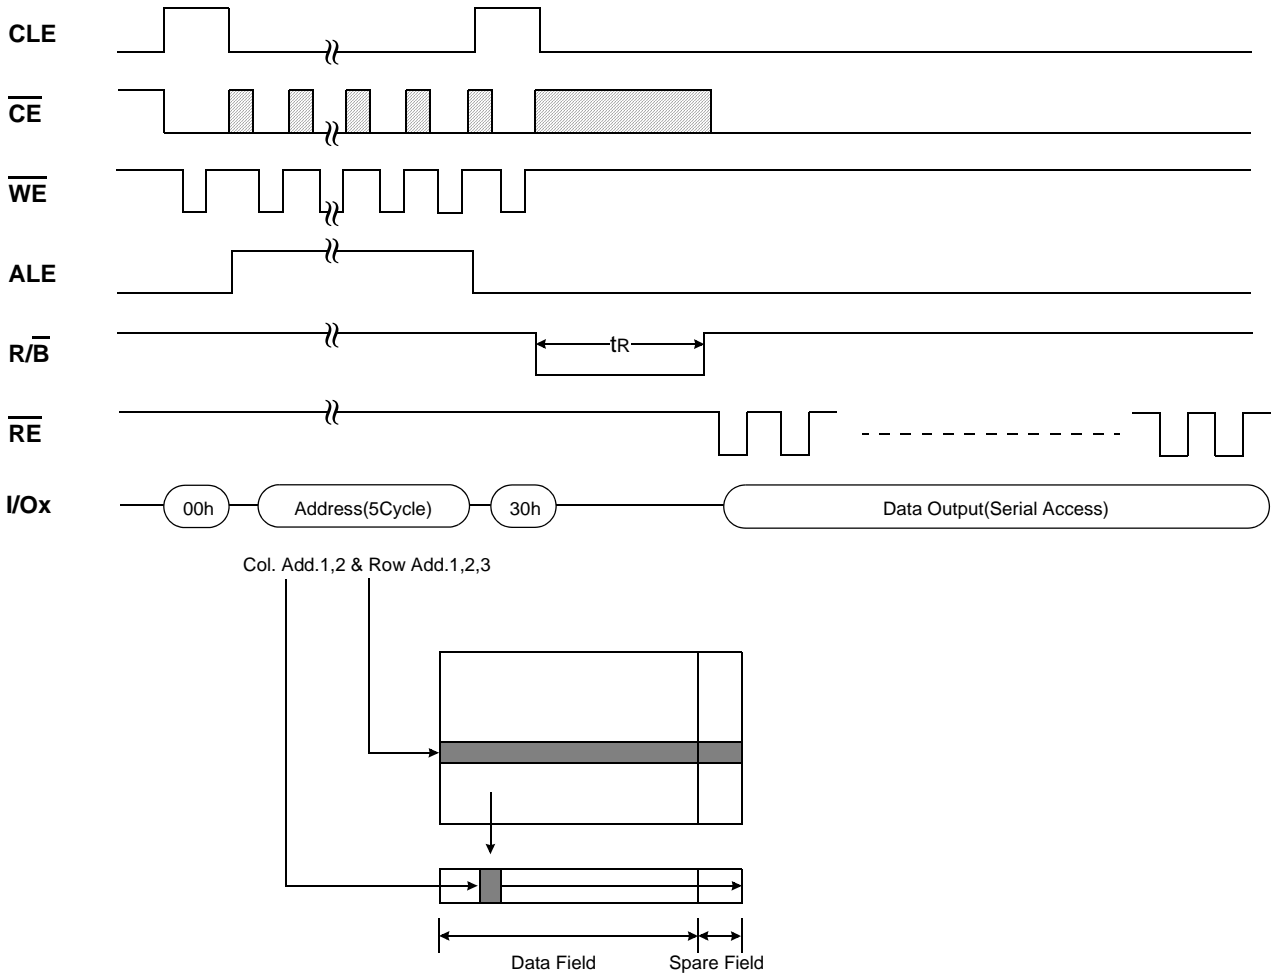 CLE
CE
WE
ALE
R/B
tR
RE
I/Ox
00h
Address(5Cycle)
30h
Data Output(Serial Access)
Col. Add.1,2 & Row Add.1,2,3
Data Field
Spare Field